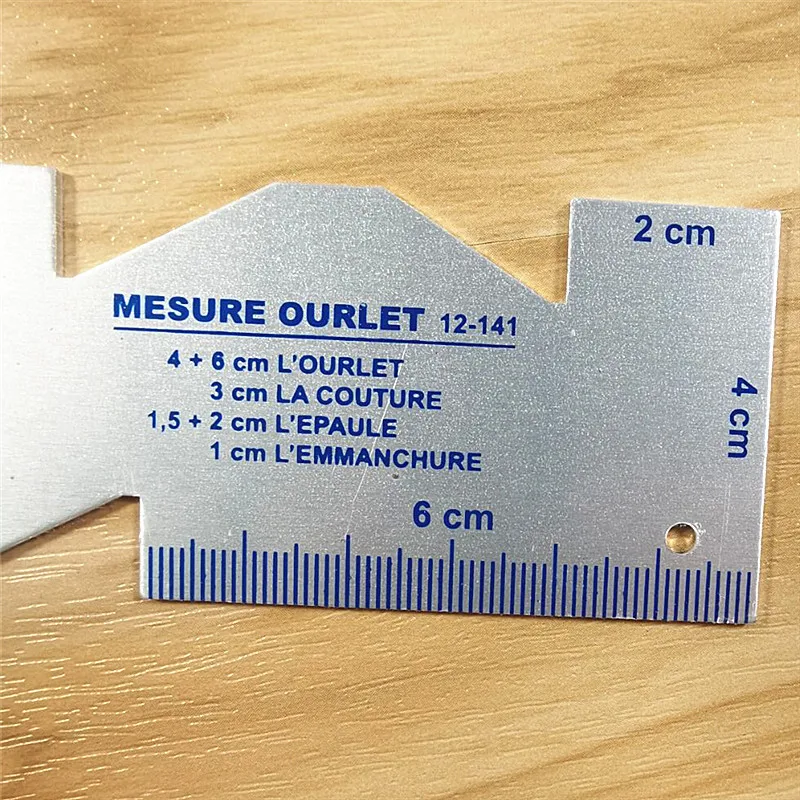 2 cm
MESURE OURLET 12-141
4 + 6 cm L'OURLET
3 cm LA COUTURE
4 cm
1,5 + 2 cm L'EPAULE
1 cm L'EMMANCHURE
6 cm